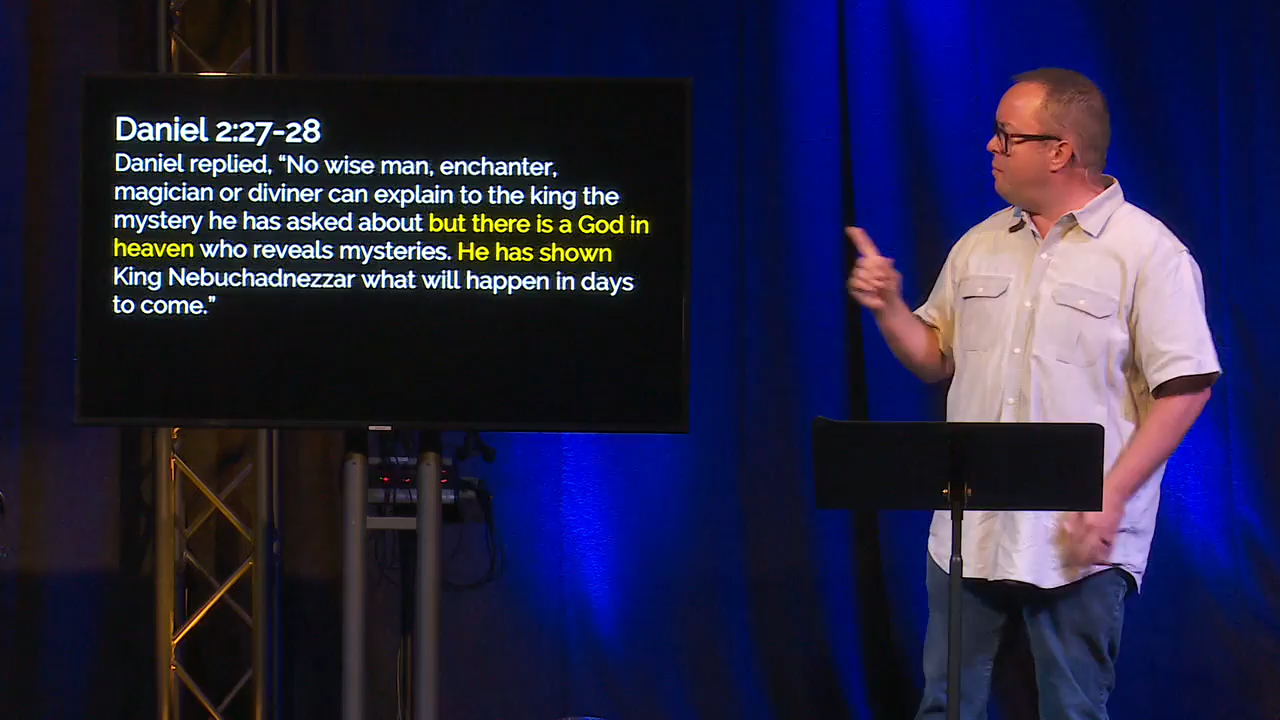 Daniel 2:27-28
Daniel replied, “No wise man, enchanter,
magician or diviner can explain to the king the
mystery he has asked about but there is a God in
heaven who reveals mysteries. He has shown
King Nebuchadnezzar what will happen in days
to come.”